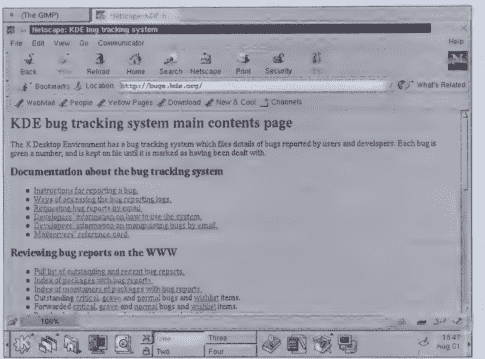 (The GIMP)
Netscape: KDE bug tracking system
File Edit View Go Communicator Help
Back Reload Home Search Netscape Print Security
Bookmarks Location http://bugs.kde.org/ What's Related
WebMail People Yellow Pages Download New & Cool Channels
KDE bug tracking system main contents page
The K Desktop Environment has a bug tracking system which files details of bugs reported by users and developers. Each bug is
given a number, and is kept on file until it is marked as having been dealt with.
Documentation about the bug tracking system
Instructions for reporting a bug.
Ways of accessing the bug reporting logs.
Requesting bug reports by email.
Developers' information on how to use the system.
Developers' information on manipulating bugs by email.
Mailservers' reference card.
Reviewing bug reports on the WWW
Full list of outstanding and recent bug reports.
Index of packages with bug reports
Index of maintainers of packages with bug reports.
Outstanding critical, grave and normal bugs and wishlist items.
Forwarded critical, grave and normal bugs and wishlist items.
100%
One Three
Two Four
15:47
Aug 01